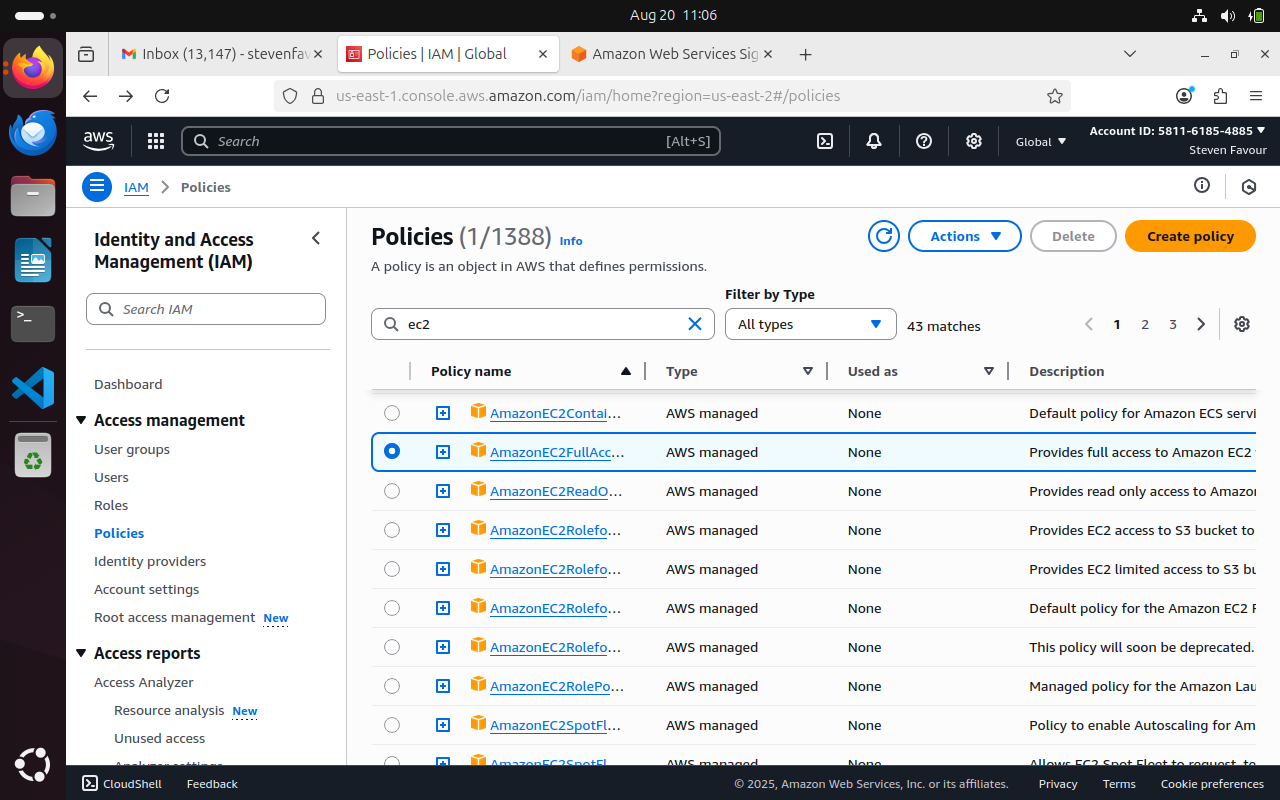 Aug 20 11:06
Inbox (13,147) - stevenfav
Policies | IAM | Global
Amazon Web Services Sig
us-east-1.console.aws.amazon.com/iam/home?region=us-east-2#/policies
aws
Search
[Alt+S]
Global
Account ID: 5811-6185-4885
Steven Favour
IAM
Policies
Identity and Access
Management (IAM)
Search IAM
Dashboard
Access management
User groups
Users
Roles
Policies
Identity providers
Account settings
Root access management New
Access reports
Access Analyzer
Resource analysis New
Unused access
Analyzer settings
Policies (1/1388) Info
A policy is an object in AWS that defines permissions.
Actions
Delete
Create policy
Filter by Type
ec2
All types
43 matches
1 2 3
Policy name Type Used as Description
AmazonEC2Contai... AWS managed None Default policy for Amazon ECS servi
AmazonEC2FullAcc... AWS managed None Provides full access to Amazon EC2
AmazonEC2ReadO... AWS managed None Provides read only access to Amazon
AmazonEC2Rolefo... AWS managed None Provides EC2 access to S3 bucket to
AmazonEC2Rolefo... AWS managed None Provides EC2 limited access to S3 bu
AmazonEC2Rolefo... AWS managed None Default policy for the Amazon EC2 R
AmazonEC2Rolefo... AWS managed None This policy will soon be deprecated.
AmazonEC2RolePo... AWS managed None Managed policy for the Amazon Lau
AmazonEC2SpotFl... AWS managed None Policy to enable Autoscaling for Am
AmazonEC2SpotFl... AWS managed None Allows EC2 Spot Fleet to request, te
CloudShell
Feedback
© 2025, Amazon Web Services, Inc. or its affiliates.
Privacy
Terms
Cookie preferences